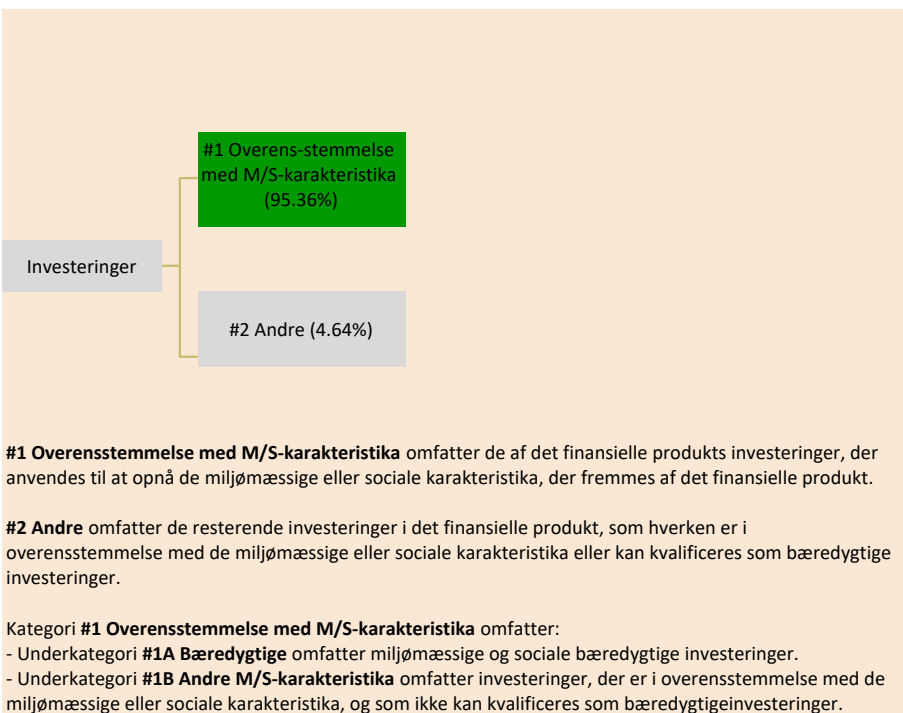 #1 Overens-stemmelse
med M/S-karakteristika
(95.36%)
Investeringer
#2 Andre (4.64%)
#1 Overensstemmelse med M/S-karakteristika omfatter de af det finansielle produkts investeringer, der
anvendes til at opnå de miljømæssige eller sociale karakteristika, der fremmes af det finansielle produkt.
#2 Andre omfatter de resterende investeringer i det finansielle produkt, som hverken er i
overensstemmelse med de miljømæssige eller sociale karakteristika eller kan kvalificeres som bæredygtige
investeringer.
Kategori #1 Overensstemmelse med M/S-karakteristika omfatter:
- Underkategori #1A Bæredygtige omfatter miljømæssige og sociale bæredygtige investeringer.
- Underkategori #1B Andre M/S-karakteristika omfatter investeringer, der er i overensstemmelse med de
miljømæssige eller sociale karakteristika, og som ikke kan kvalificeres som bæredygtigeinvesteringer.